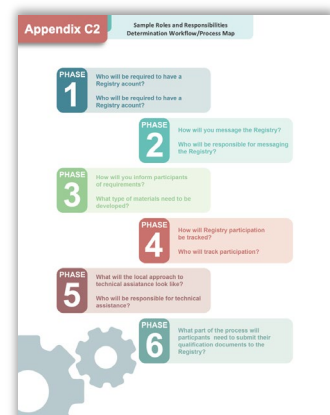 Appendix C2
Sample Roles and Responsibilities
Determination Workflow/Process Map
PHASE
1
Who will be required to have a
Registry acount?
Who will be required to have a
Registry acount?
PHASE
2
How will you message the Registry?
Who will be responsible for messaging
the Registry?
PHASE
3
How will you inform participants
of requirements?
What type of materials need to be
developed?
PHASE
4
How will Registry participation
be tracked?
Who will track participation?
PHASE
5
What will the local approach to
technical assistance look like?
Who will be responsible for technical
assistance?
PHASE
6
What part of the process will
particpants need to submit their
qualification documents to the
Registry?